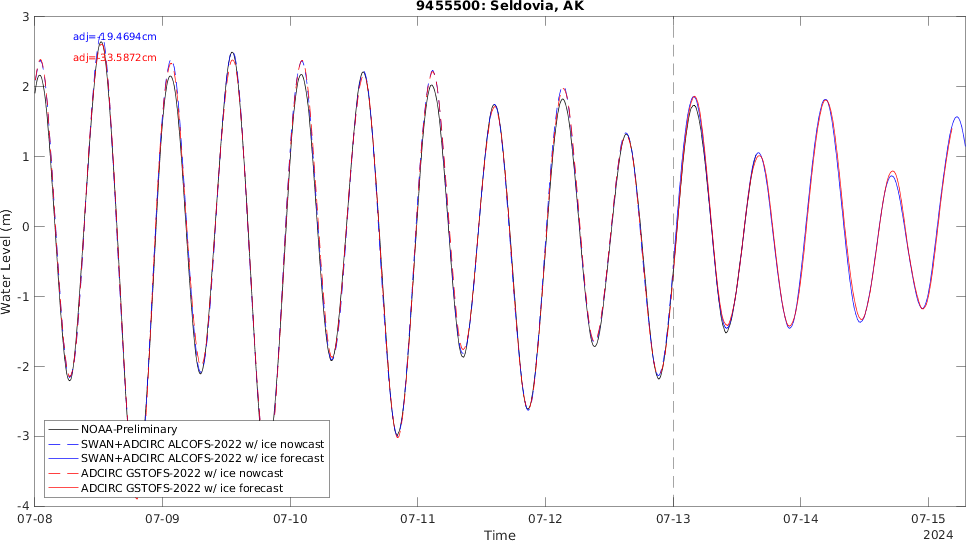 9455500: Seldovia, AK
adj=-19.4694cm
adj=-33.5872cm
Water Level (m)
3
2
1
0
-1
-2
-3
-4
NOAA-Preliminary
SWAN+ADCIRC ALCOFS-2022 w/ ice nowcast
SWAN+ADCIRC ALCOFS-2022 w/ ice forecast
ADCIRC GSTOFS-2022 w/ ice nowcast
ADCIRC GSTOFS-2022 w/ ice forecast
07-08 07-09 07-10 07-11 07-12 07-13 07-14 07-15
2024
Time